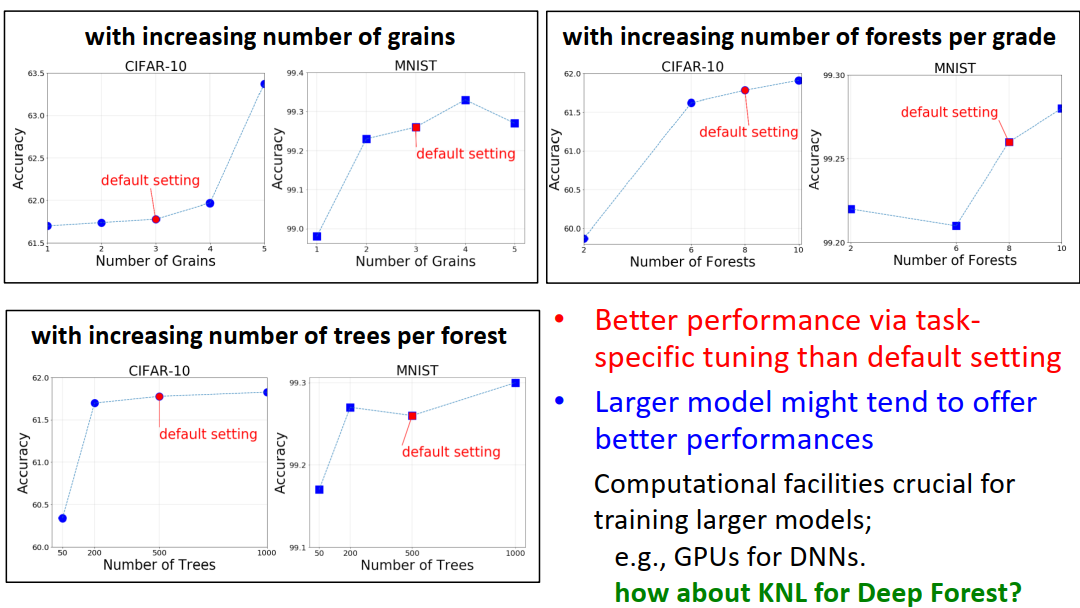 with increasing number of grains
CIFAR-10
63.5
63.0
62.5
62.0
61.5
Accuracy
default setting
1 2 3 4 5
Number of Grains
MNIST
99.4
99.3
99.2
99.1
99.0
Accuracy
default setting
1 2 3 4 5
Number of Grains
with increasing number of forests per grade
CIFAR-10
62.0
61.5
61.0
60.5
60.0
Accuracy
default setting
2 6 8 10
Number of Forests
MNIST
99.30
99.25
99.20
Accuracy
default setting
2 6 8 10
Number of Forests
with increasing number of trees per forest
CIFAR-10
62.0
61.5
61.0
60.5
60.0
Accuracy
default setting
50 200 500 1000
Number of Trees
MNIST
99.3
99.2
99.1
Accuracy
default setting
50 200 500 1000
Number of Trees
• Better performance via task-
specific tuning than default setting
• Larger model might tend to offer
better performances
Computational facilities crucial for
training larger models;
e.g., GPUs for DNNs.
how about KNL for Deep Forest?